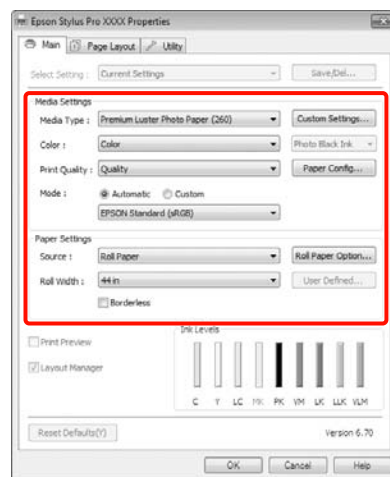 Epson Stylus Pro XXXX Properties
Main Page Layout Utility
Select Setting : Current Settings Save/Del...
Media Settings
Media Type : Premium Luster Photo Paper (260) Custom Settings...
Color : Color Photo Black Ink
Print Quality : Quality Paper Config...
Mode : Automatic Custom
EPSON Standard (sRGB)
Paper Settings
Source : Roll Paper Roll Paper Option...
Roll Width : 44 in User Defined...
Borderless
Print Preview
Layout Manager
Ink Levels
C Y LC MK PK VM LK LLK VLM
Reset Defaults(Y) Version 6.70
OK Cancel Help